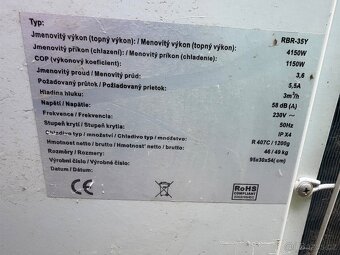 Typ: RBR-35Y
Jmenovitý výkon (topný výkon) / Menovitý výkon (topný výkon): 4150W
Jmenovitý příkon (chlazení) / Menovitý příkon (chladenie): 1150W
COP (výkonový koeficient): 3,6
Jmenovitý proud / Menovitý prúd: 5,5A
Požadovaný průtok / Požadovaný prietok: 3m³/h
Hladina hluku: 58 dB (A)
Napětí / Napätie: 230V ~
Frekvence / Frekvencia: 50Hz
Stupeň krytí / Stupeň krytia: IP X4
Chladivo typ / množství / Chladivo typ / množstvo: R 407C / 1200g
Hmotnost netto / brutto / Hmotnosť netto / brutto: 46 / 49 kg
Rozměry / Rozmery: 95x30x54 (cm)
Výrobní číslo / Výrobné číslo:
Datum / Dátum:
CE
RoHS
COMPLIANT